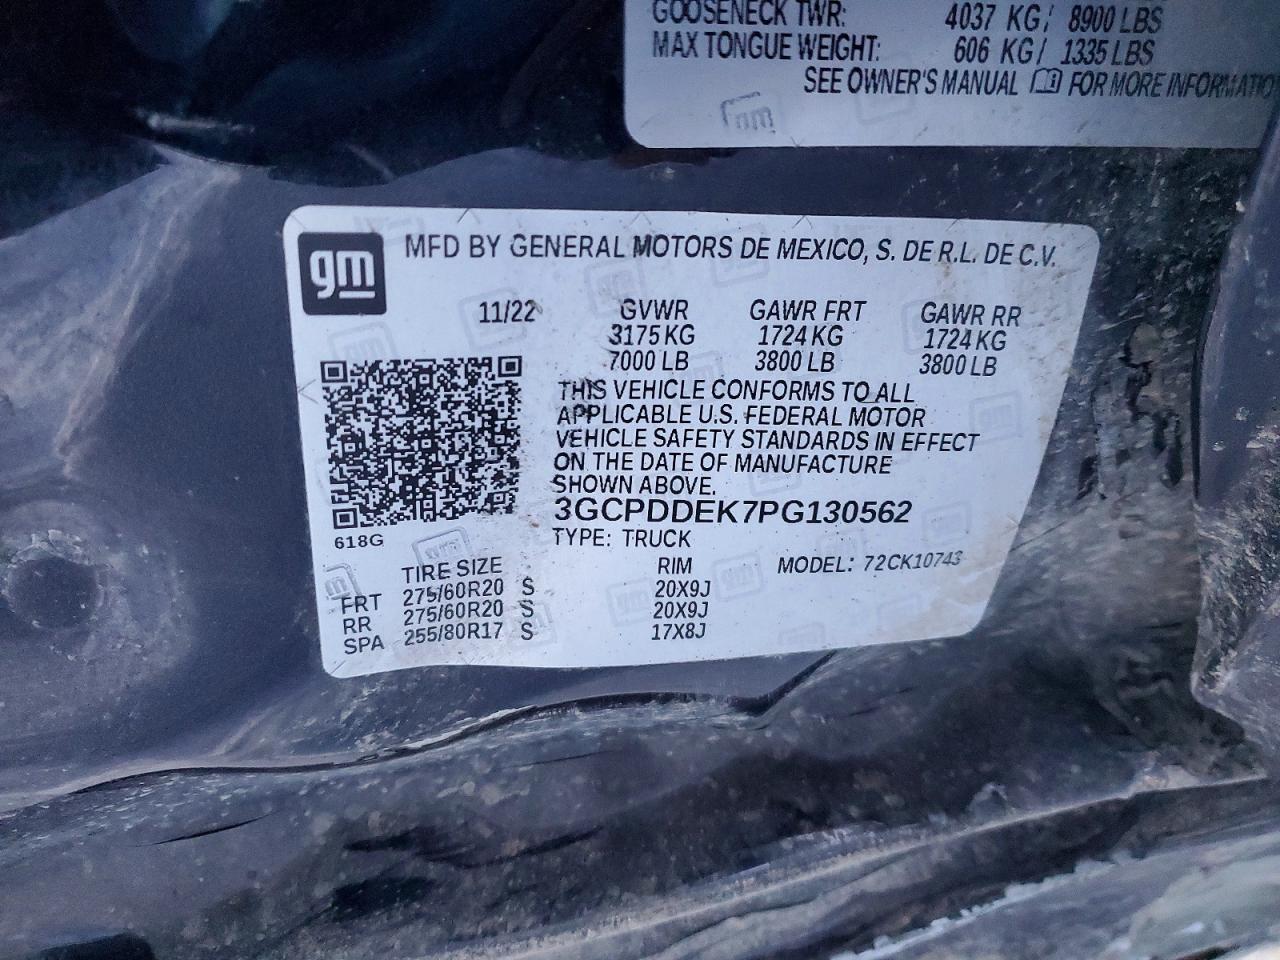 GOOSENECK TWR: 4037 KG/ 8900 LBS
MAX TONGUE WEIGHT: 606 KG/ 1335 LBS
SEE OWNER'S MANUAL FOR MORE INFORMATIO
gm
gm MFD BY GENERAL MOTORS DE MEXICO, S. DE R.L. DE C.V.
11/22 GVWR GAWR FRT GAWR RR
3175 KG 1724 KG 1724 KG
7000 LB 3800 LB 3800 LB
THIS VEHICLE CONFORMS TO ALL
APPLICABLE U.S. FEDERAL MOTOR
VEHICLE SAFETY STANDARDS IN EFFECT
ON THE DATE OF MANUFACTURE
SHOWN ABOVE.
3GCPDDEK7PG130562
618G TYPE: TRUCK
TIRE SIZE RIM MODEL: 72CK10743
FRT 275/60R20 S 20X9J
RR 275/60R20 S 20X9J
SPA 255/80R17 S 17X8J